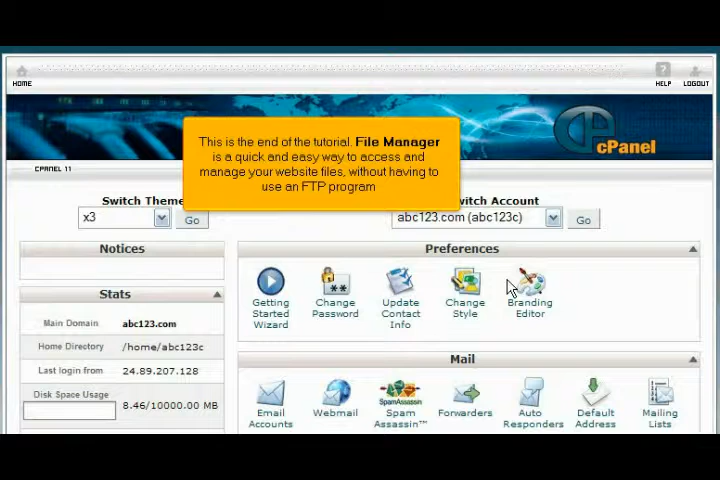 HOME
HELP
LOGOUT
cPanel
CPANEL 11
This is the end of the tutorial. File Manager
is a quick and easy way to access and
manage your website files, without having to
use an FTP program
Switch Theme
x3
Go
witch Account
abc123.com (abc123c)
Go
Notices
Stats
Main Domain abc123.com
Home Directory /home/abc123c
Last login from 24.89.207.128
Disk Space Usage
8.46/10000.00 MB
Preferences
Getting
Started
Wizard
Change
Password
Update
Contact
Info
Change
Style
Branding
Editor
Mail
Email
Accounts
Webmail
SpamAssassin
Spam
Assassin™
Forwarders
Auto
Responders
Default
Address
Mailing
Lists